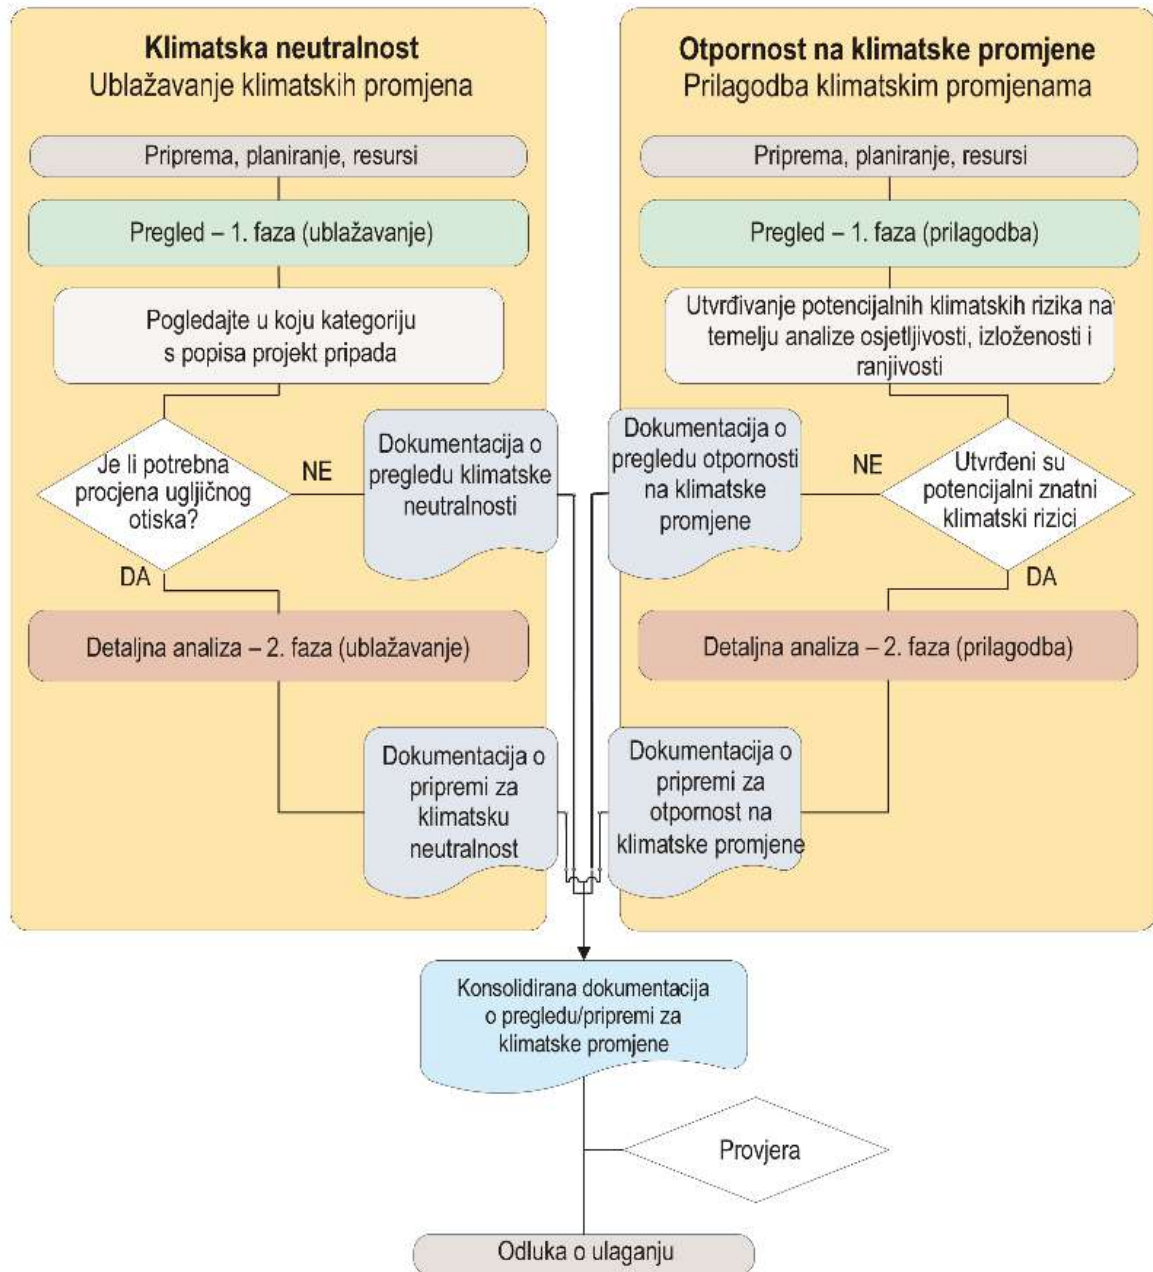 Klimatska neutralnost
Ublažavanje klimatskih promjena
Priprema, planiranje, resursi
Pregled – 1. faza (ublažavanje)
Pogledajte u koju kategoriju
s popisa projekt pripada
Je li potrebna
procjena ugljičnog
otiska?
NE
Dokumentacija o
pregledu klimatske
neutralnosti
DA
Detaljna analiza – 2. faza (ublažavanje)
Dokumentacija o
pripremi za
klimatsku
neutralnost
Otpornost na klimatske promjene
Prilagodba klimatskim promjenama
Priprema, planiranje, resursi
Pregled – 1. faza (prilagodba)
Utvrđivanje potencijalnih klimatskih rizika na
temelju analize osjetljivosti, izloženosti i
ranjivosti
Dokumentacija o
pregledu otpornosti
na klimatske
promjene
NE
Utvrđeni su
potencijalni znatni
klimatski rizici
DA
Detaljna analiza – 2. faza (prilagodba)
Dokumentacija o
pripremi za
otpornost na
klimatske promjene
Konsolidirana dokumentacija
o pregledu/pripremi za
klimatske promjene
Provjera
Odluka o ulaganju